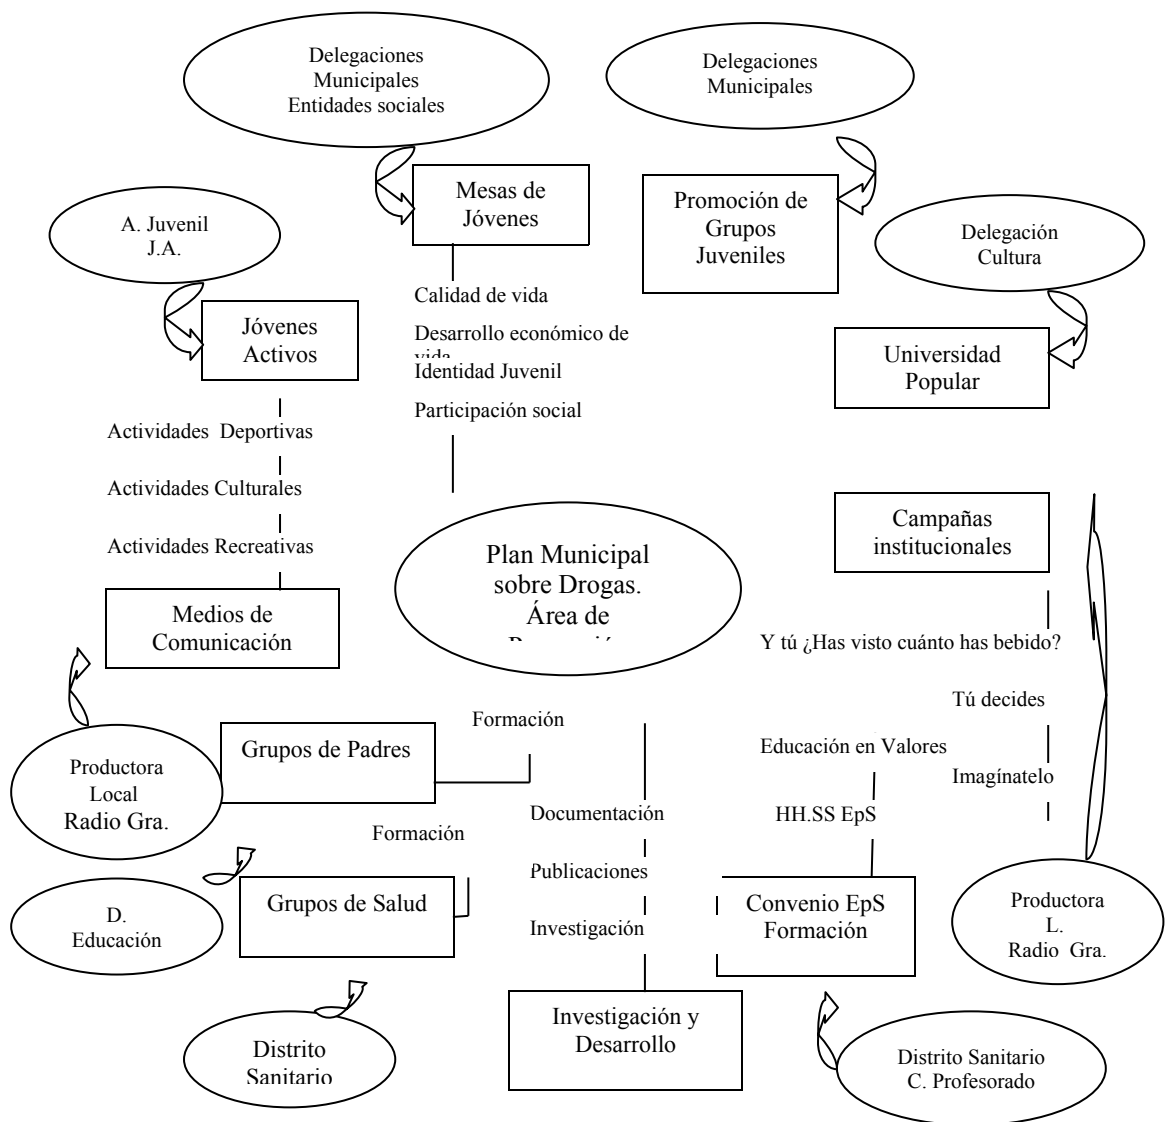 Delegaciones
Municipales
Entidades sociales
Delegaciones
Municipales
Mesas de
Jóvenes
Promoción de
Grupos
Juveniles
A. Juvenil
J.A.
Delegación
Cultura
Jóvenes
Activos
Calidad de vida
Desarrollo económico de
vida
Identidad Juvenil
Participación social
Universidad
Popular
Actividades  Deportivas
Actividades Culturales
Actividades Recreativas
Plan Municipal
sobre Drogas.
Área de
Campañas
institucionales
Medios de
Comunicación
Y tú ¿Has visto cuánto has bebido?
Tú decides
Imagínatelo
Formación
Grupos de Padres
Educación en Valores
HH.SS EpS
Productora
Local
Radio Gra.
Formación
Documentación
Publicaciones
Investigación
D.
Educación
Grupos de Salud
Convenio EpS
Formación
Productora
L.
Radio  Gra.
Investigación y
Desarrollo
Distrito
Sanitario
Distrito Sanitario
C. Profesorado